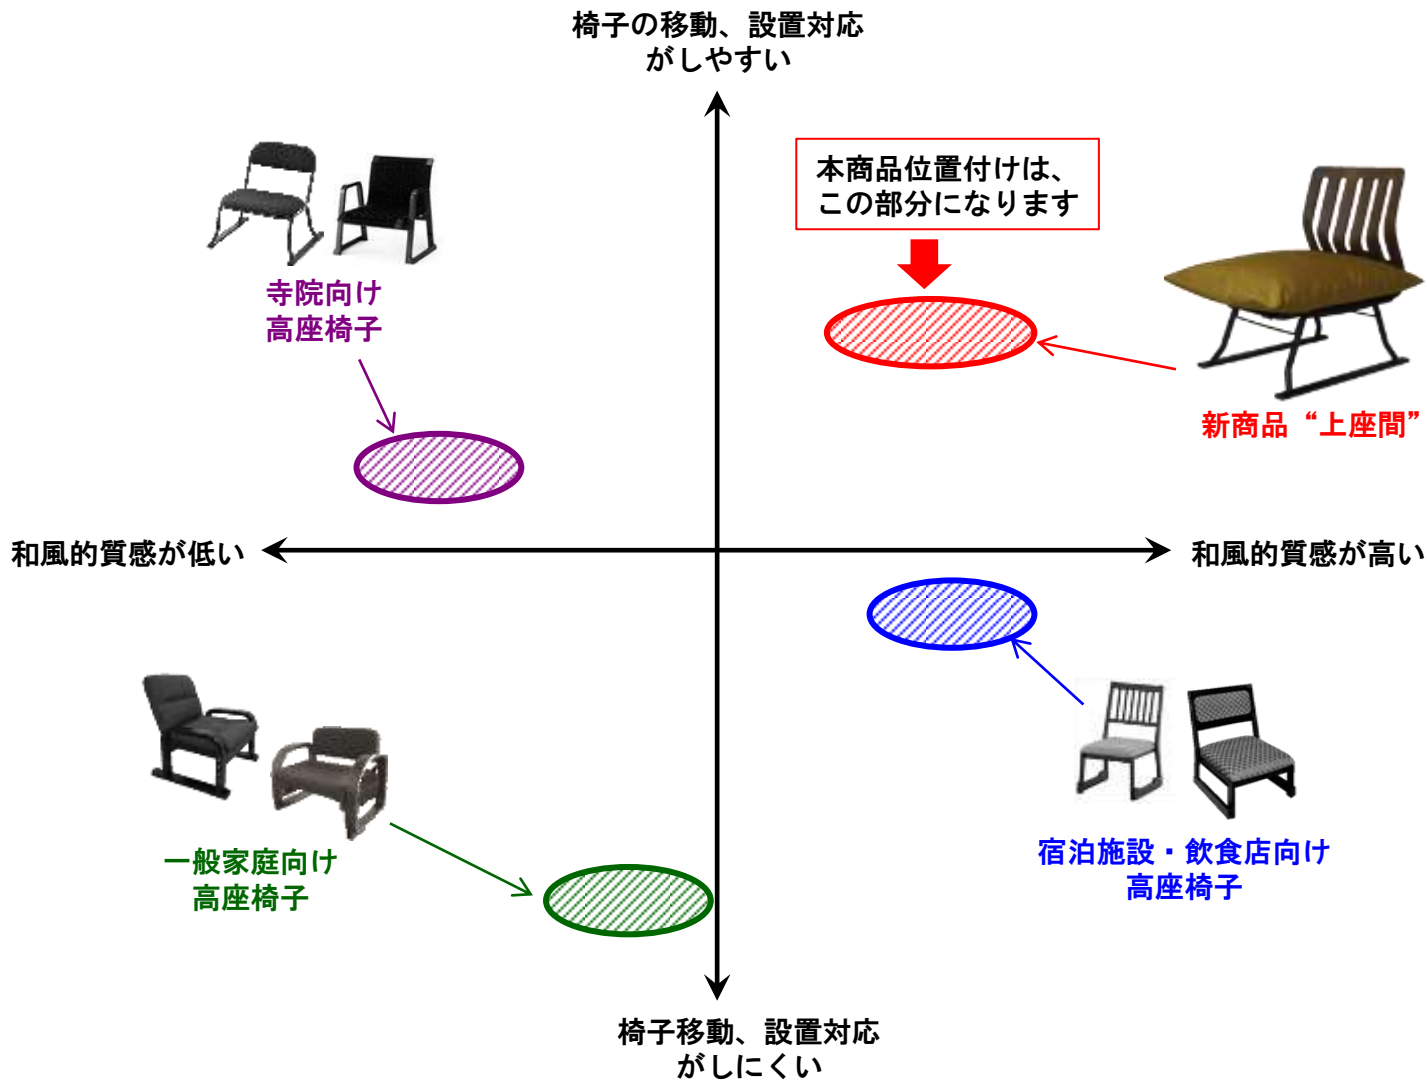 椅子の移動、設置対応
がしやすい
本商品位置付けは、
この部分になります
寺院向け
高座椅子
新商品“上座間”
和風的質感が低い
和風的質感が高い
一般家庭向け
高座椅子
宿泊施設・飲食店向け
高座椅子
椅子移動、設置対応
がしにくい